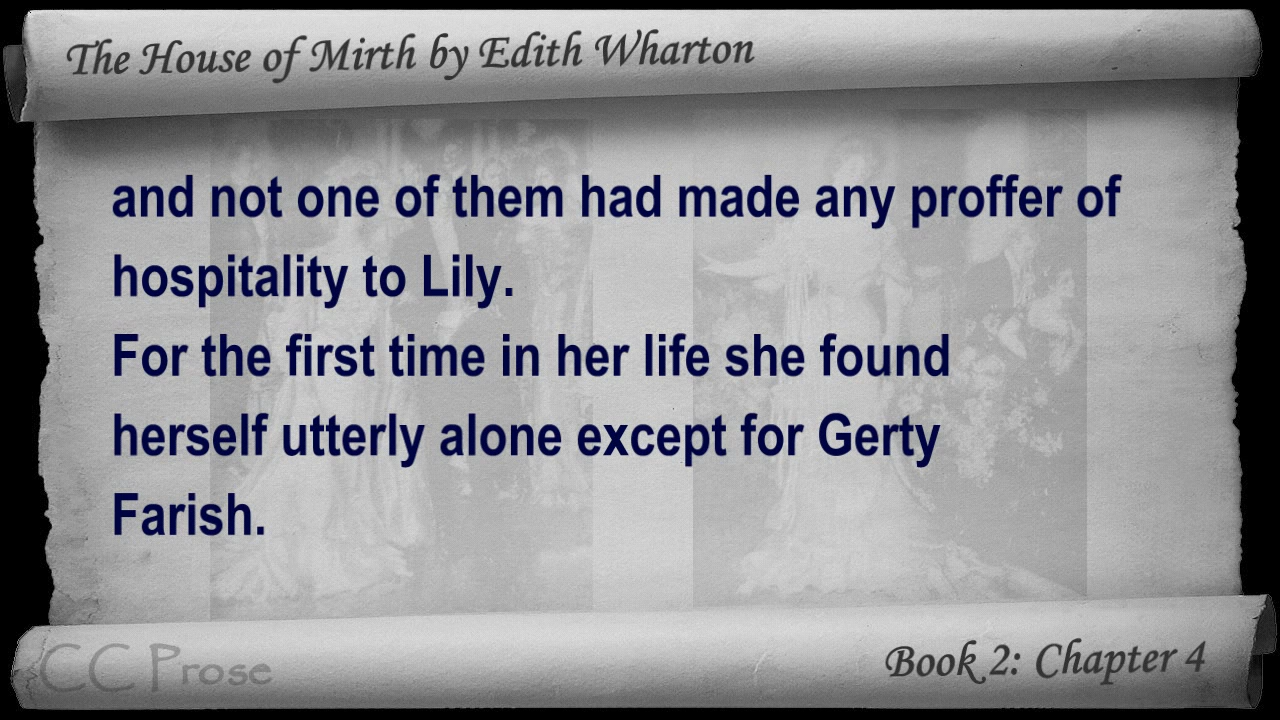 The House of Mirth by Edith Wharton
and not one of them had made any proffer of
hospitality to Lily.
For the first time in her life she found
herself utterly alone except for Gerty
Farish.
CC Prose
Book 2: Chapter 4